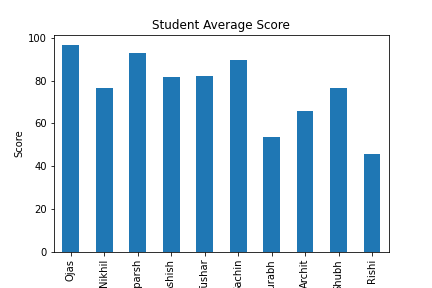 Student Average Score
Score
100
80
60
40
20
0
Ojas
Nikhil
parsh
shish
ushar
achin
urabh
Archit
hubh
Rishi